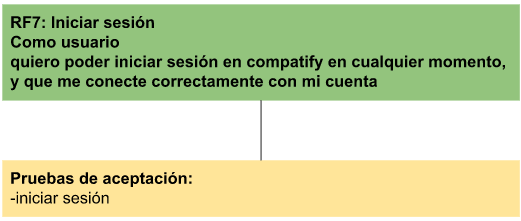 RF7: Iniciar sesión
Como usuario
quiero poder iniciar sesión en compatify en cualquier momento,
y que me conecte correctamente con mi cuenta
Pruebas de aceptación:
-iniciar sesión